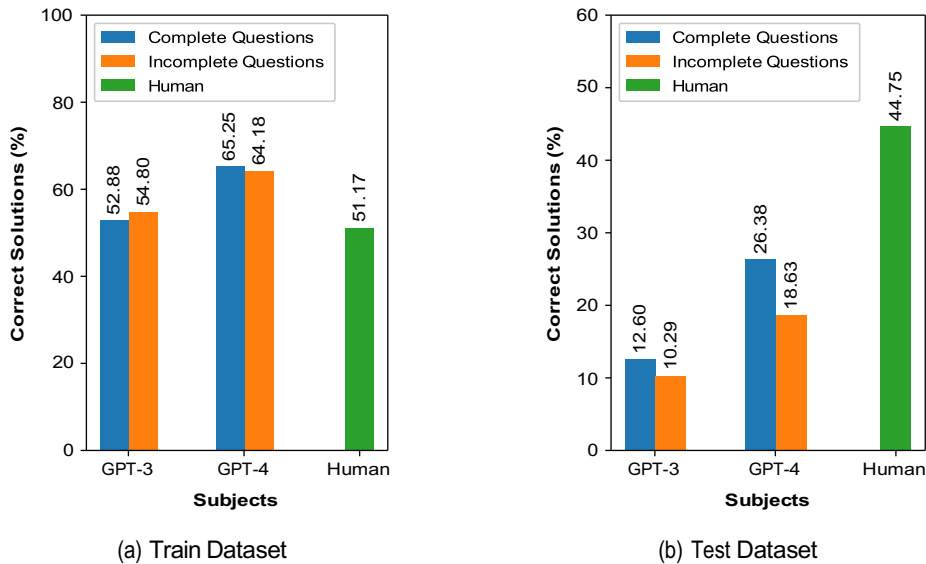 100
80
60
40
20
0
Correct Solutions (%)
Complete Questions
Incomplete Questions
Human
52.88
54.80
65.25
64.18
51.17
GPT-3
GPT-4
Human
Subjects
(a) Train Dataset
60
50
40
30
20
10
0
Correct Solutions (%)
Complete Questions
Incomplete Questions
Human
12.60
10.29
26.38
18.63
44.75
GPT-3
GPT-4
Human
Subjects
(b) Test Dataset